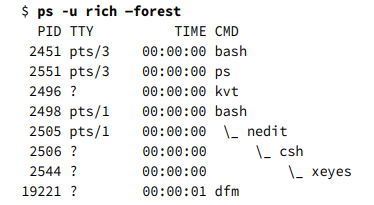 $ ps -u rich –forest
  PID TTY          TIME CMD
 2451 pts/3    00:00:00 bash
 2551 pts/3    00:00:00 ps
 2496 ?        00:00:00 kvt
 2498 pts/1    00:00:00 bash
 2505 pts/1    00:00:00  \_ nedit
 2506 ?        00:00:00      \_ csh
 2544 ?        00:00:00          \_ xeyes
19221 ?        00:00:01 dfm